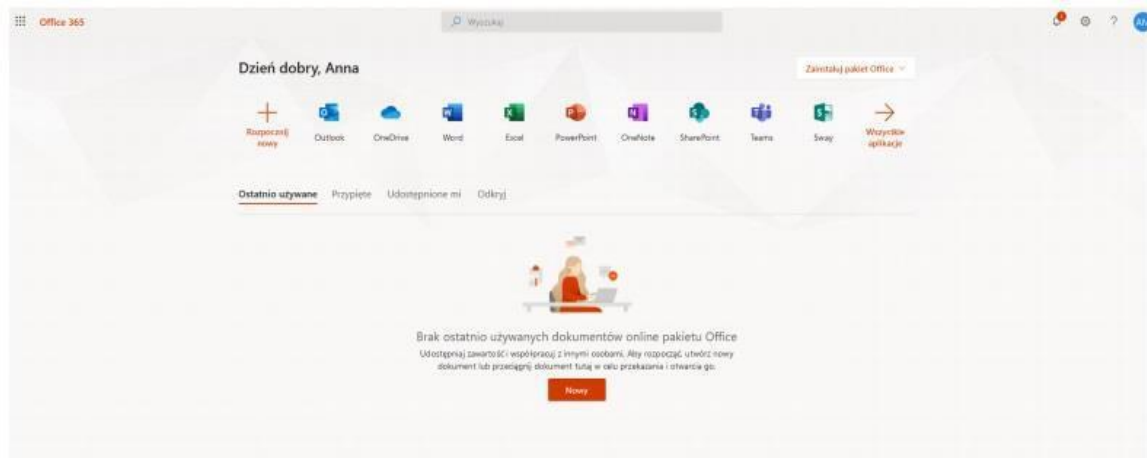 Office 365
Wyszukaj
AM
Dzień dobry, Anna
Zainstaluj pakiet Office
Rozpocznij
nowy
Outlook
OneDrive
Word
Excel
PowerPoint
OneNote
SharePoint
Teams
Sway
Wszystkie
aplikacje
Ostatnio używane
Przypięte
Udostępnione mi
Odkryj
Brak ostatnio używanych dokumentów online pakietu Office
Udostępniaj zawartość i współpracuj z innymi osobami. Aby rozpocząć, utwórz nowy
dokument lub przeciągnij dokument tutaj w celu przekazania i otwarcia go.
Nowy